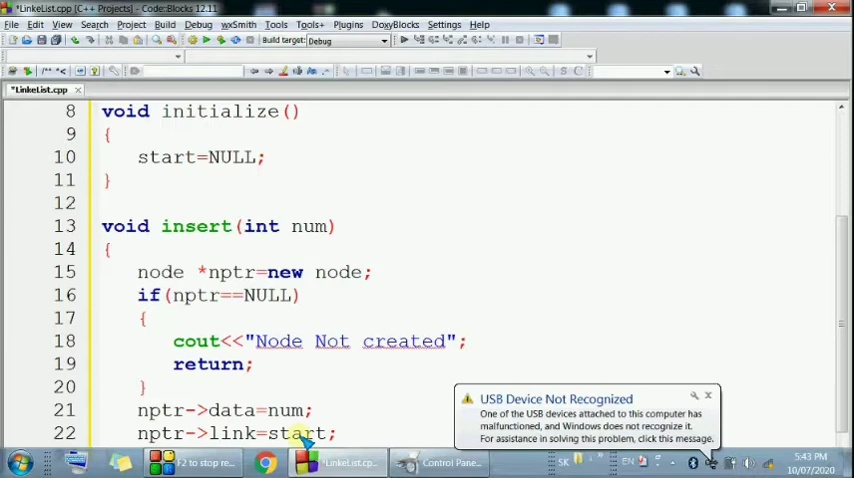 *LinkeList.cpp [C++ Projects] - Code::Blocks 12.11
File Edit View Search Project Build Debug wxSmith Tools Tools+ Plugins DoxyBlocks Settings Help
Build target: Debug
/** *< S C
*LinkeList.cpp
8 void initialize()
9 {
10 start=NULL;
11 }
12
13 void insert(int num)
14 {
15 node *nptr=new node;
16 if(nptr==NULL)
17 {
18 cout<<"Node Not created";
19 return;
20 }
21 nptr->data=num;
22 nptr->link=start;
USB Device Not Recognized
One of the USB devices attached to this computer has
malfunctioned, and Windows does not recognize it.
For assistance in solving this problem, click this message.
F2 to stop re...
*LinkeList.cp...
Control Pane...
SK
EN
5:43 PM
10/07/2020